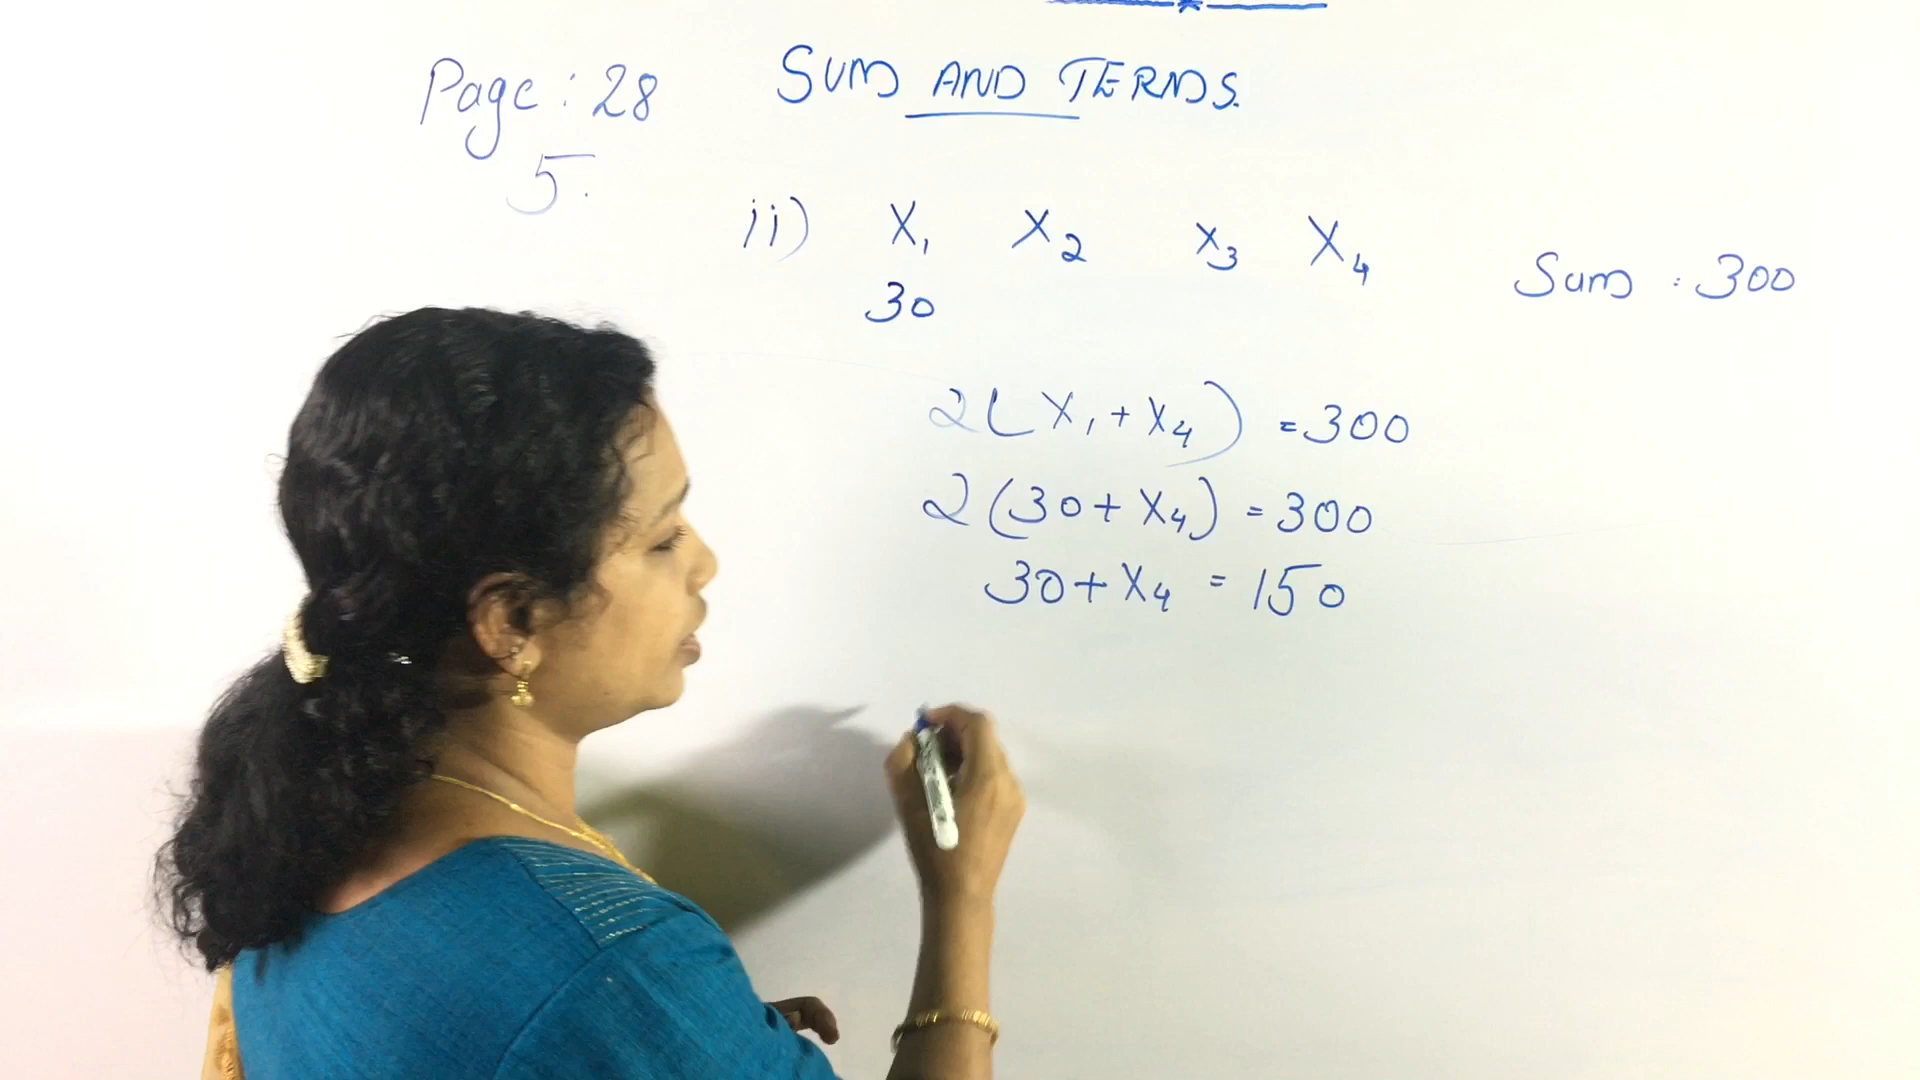 Page : 28
5.
SUM AND TERMS.
ii) x₁ x₂ x₃ x₄
30
Sum : 300
2(x₁ + x₄) = 300
2(30 + x₄) = 300
30 + x₄ = 150